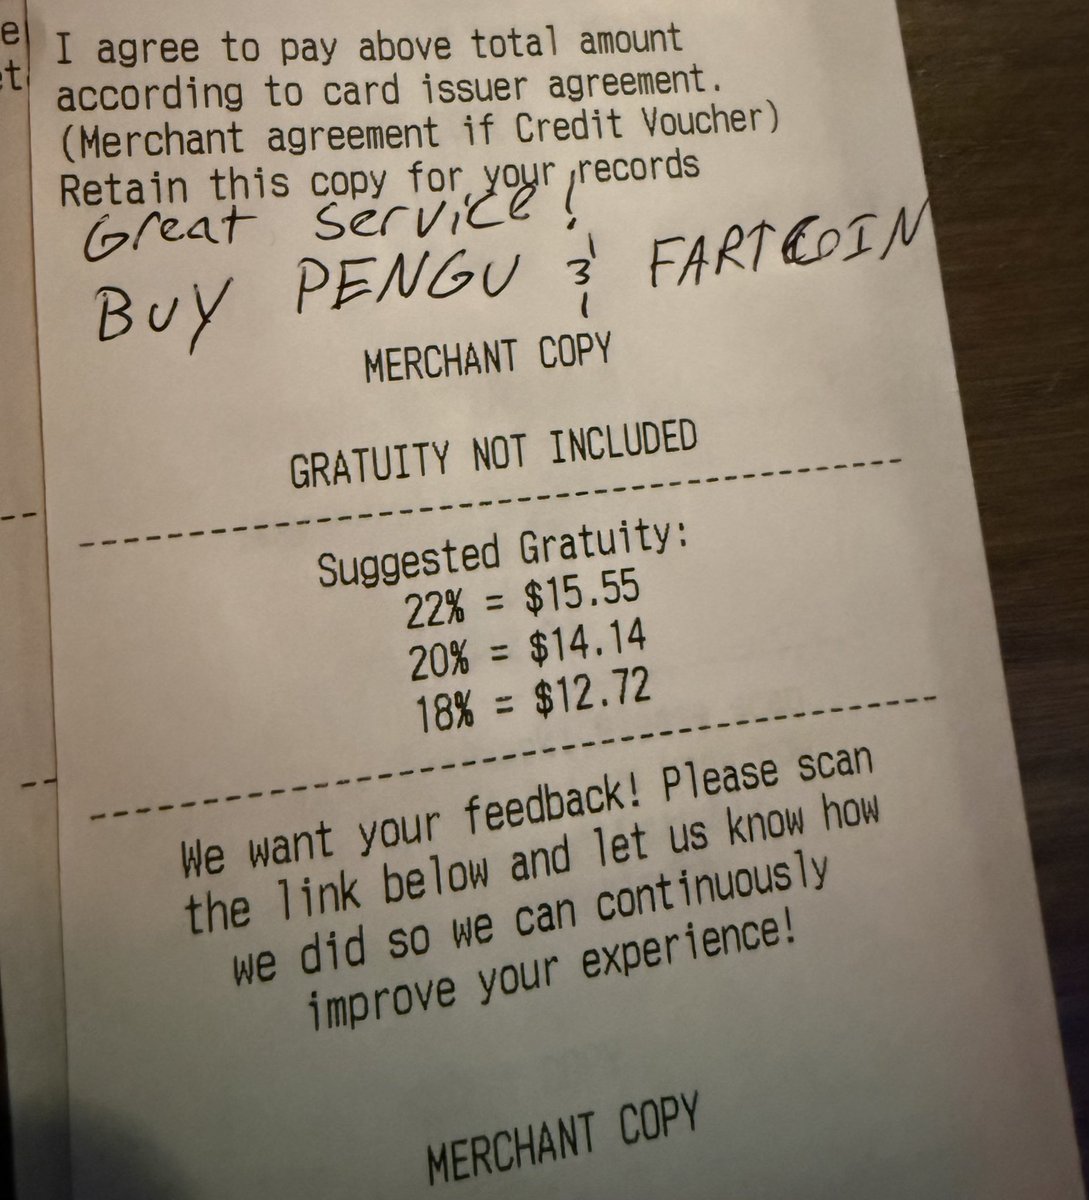 I agree to pay above total amount
according to card issuer agreement.
(Merchant agreement if Credit Voucher)
Retain this copy for your records
Great Service!
BUY PENGU & FARTCOIN
MERCHANT COPY
GRATUITY NOT INCLUDED
Suggested Gratuity:
22% = $15.55
20% = $14.14
18% = $12.72
We want your feedback! Please scan
the link below and let us know how
we did so we can continuously
improve your experience!
MERCHANT COPY